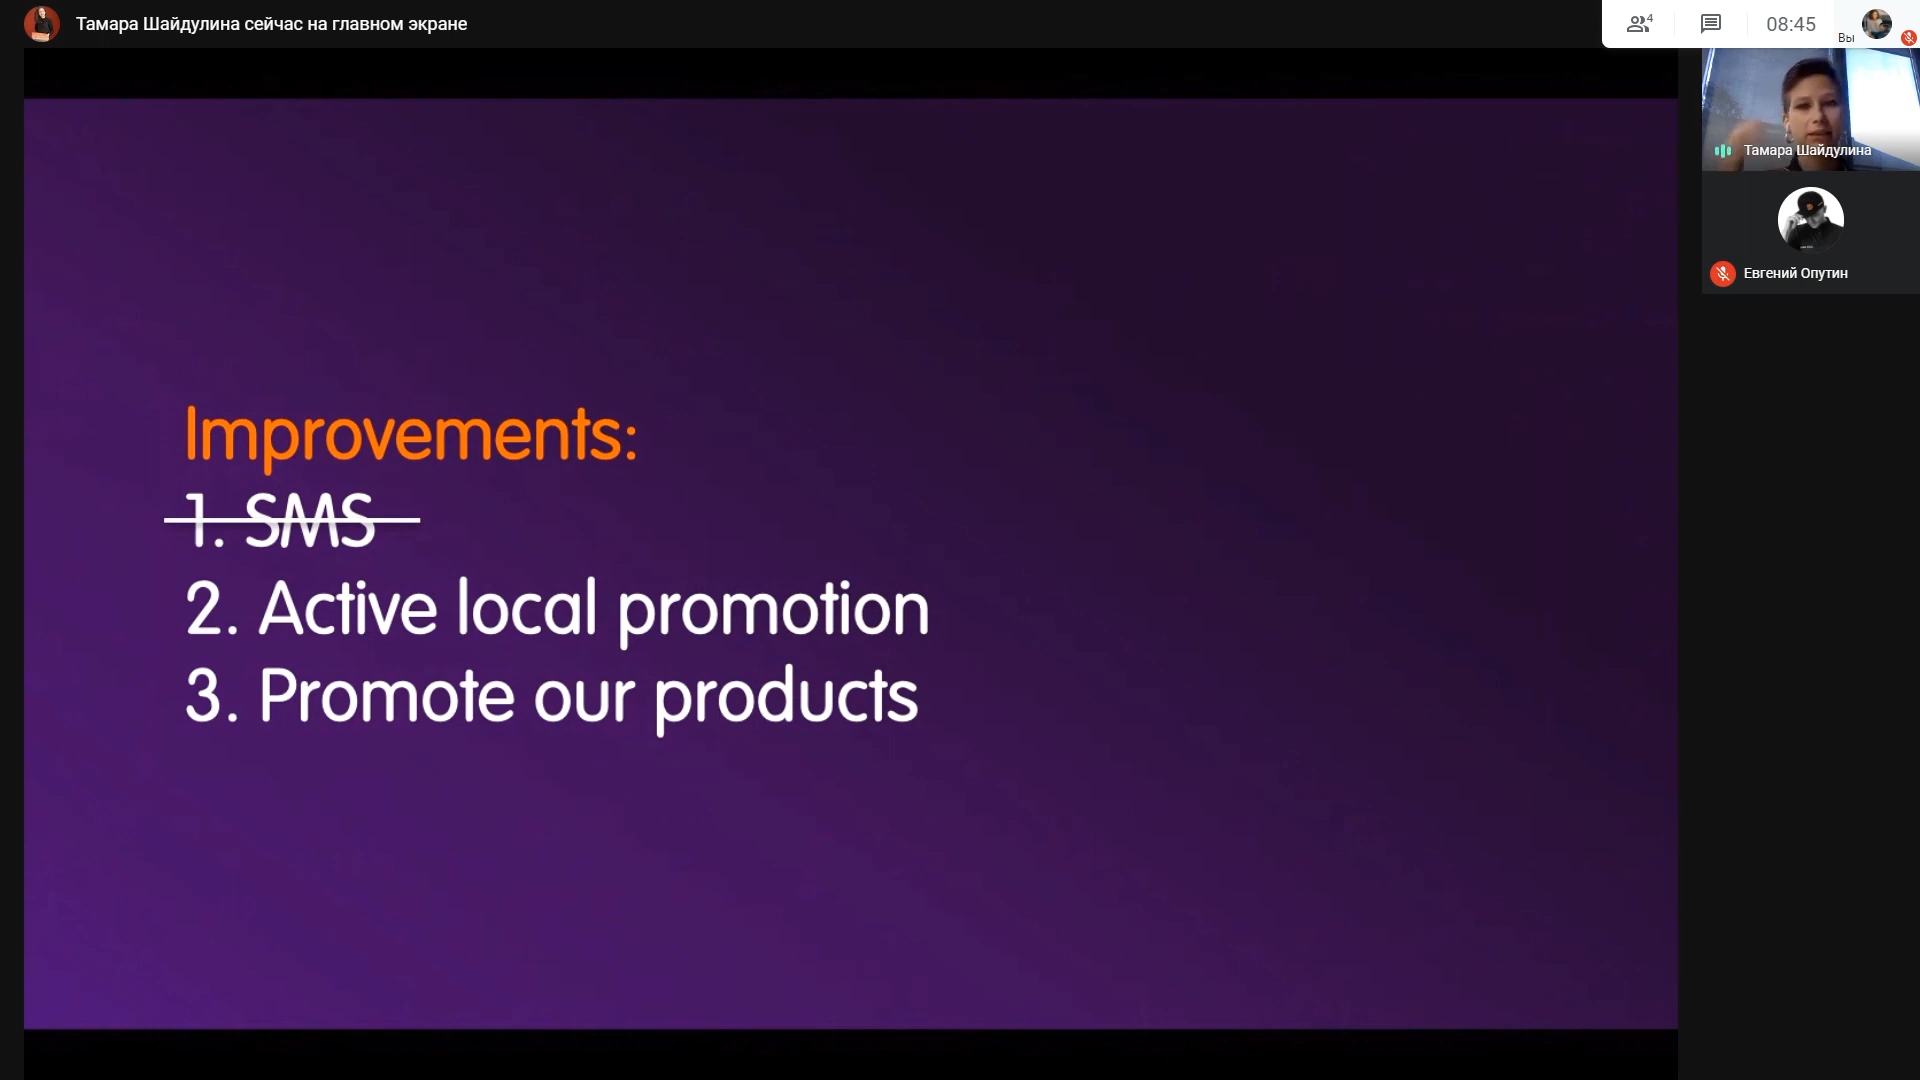 Тамара Шайдулина сейчас на главном экране
4
08:45
Вы
Тамара Шайдулина
Евгений Опутин
Improvements:
1. SMS
2. Active local promotion
3. Promote our products